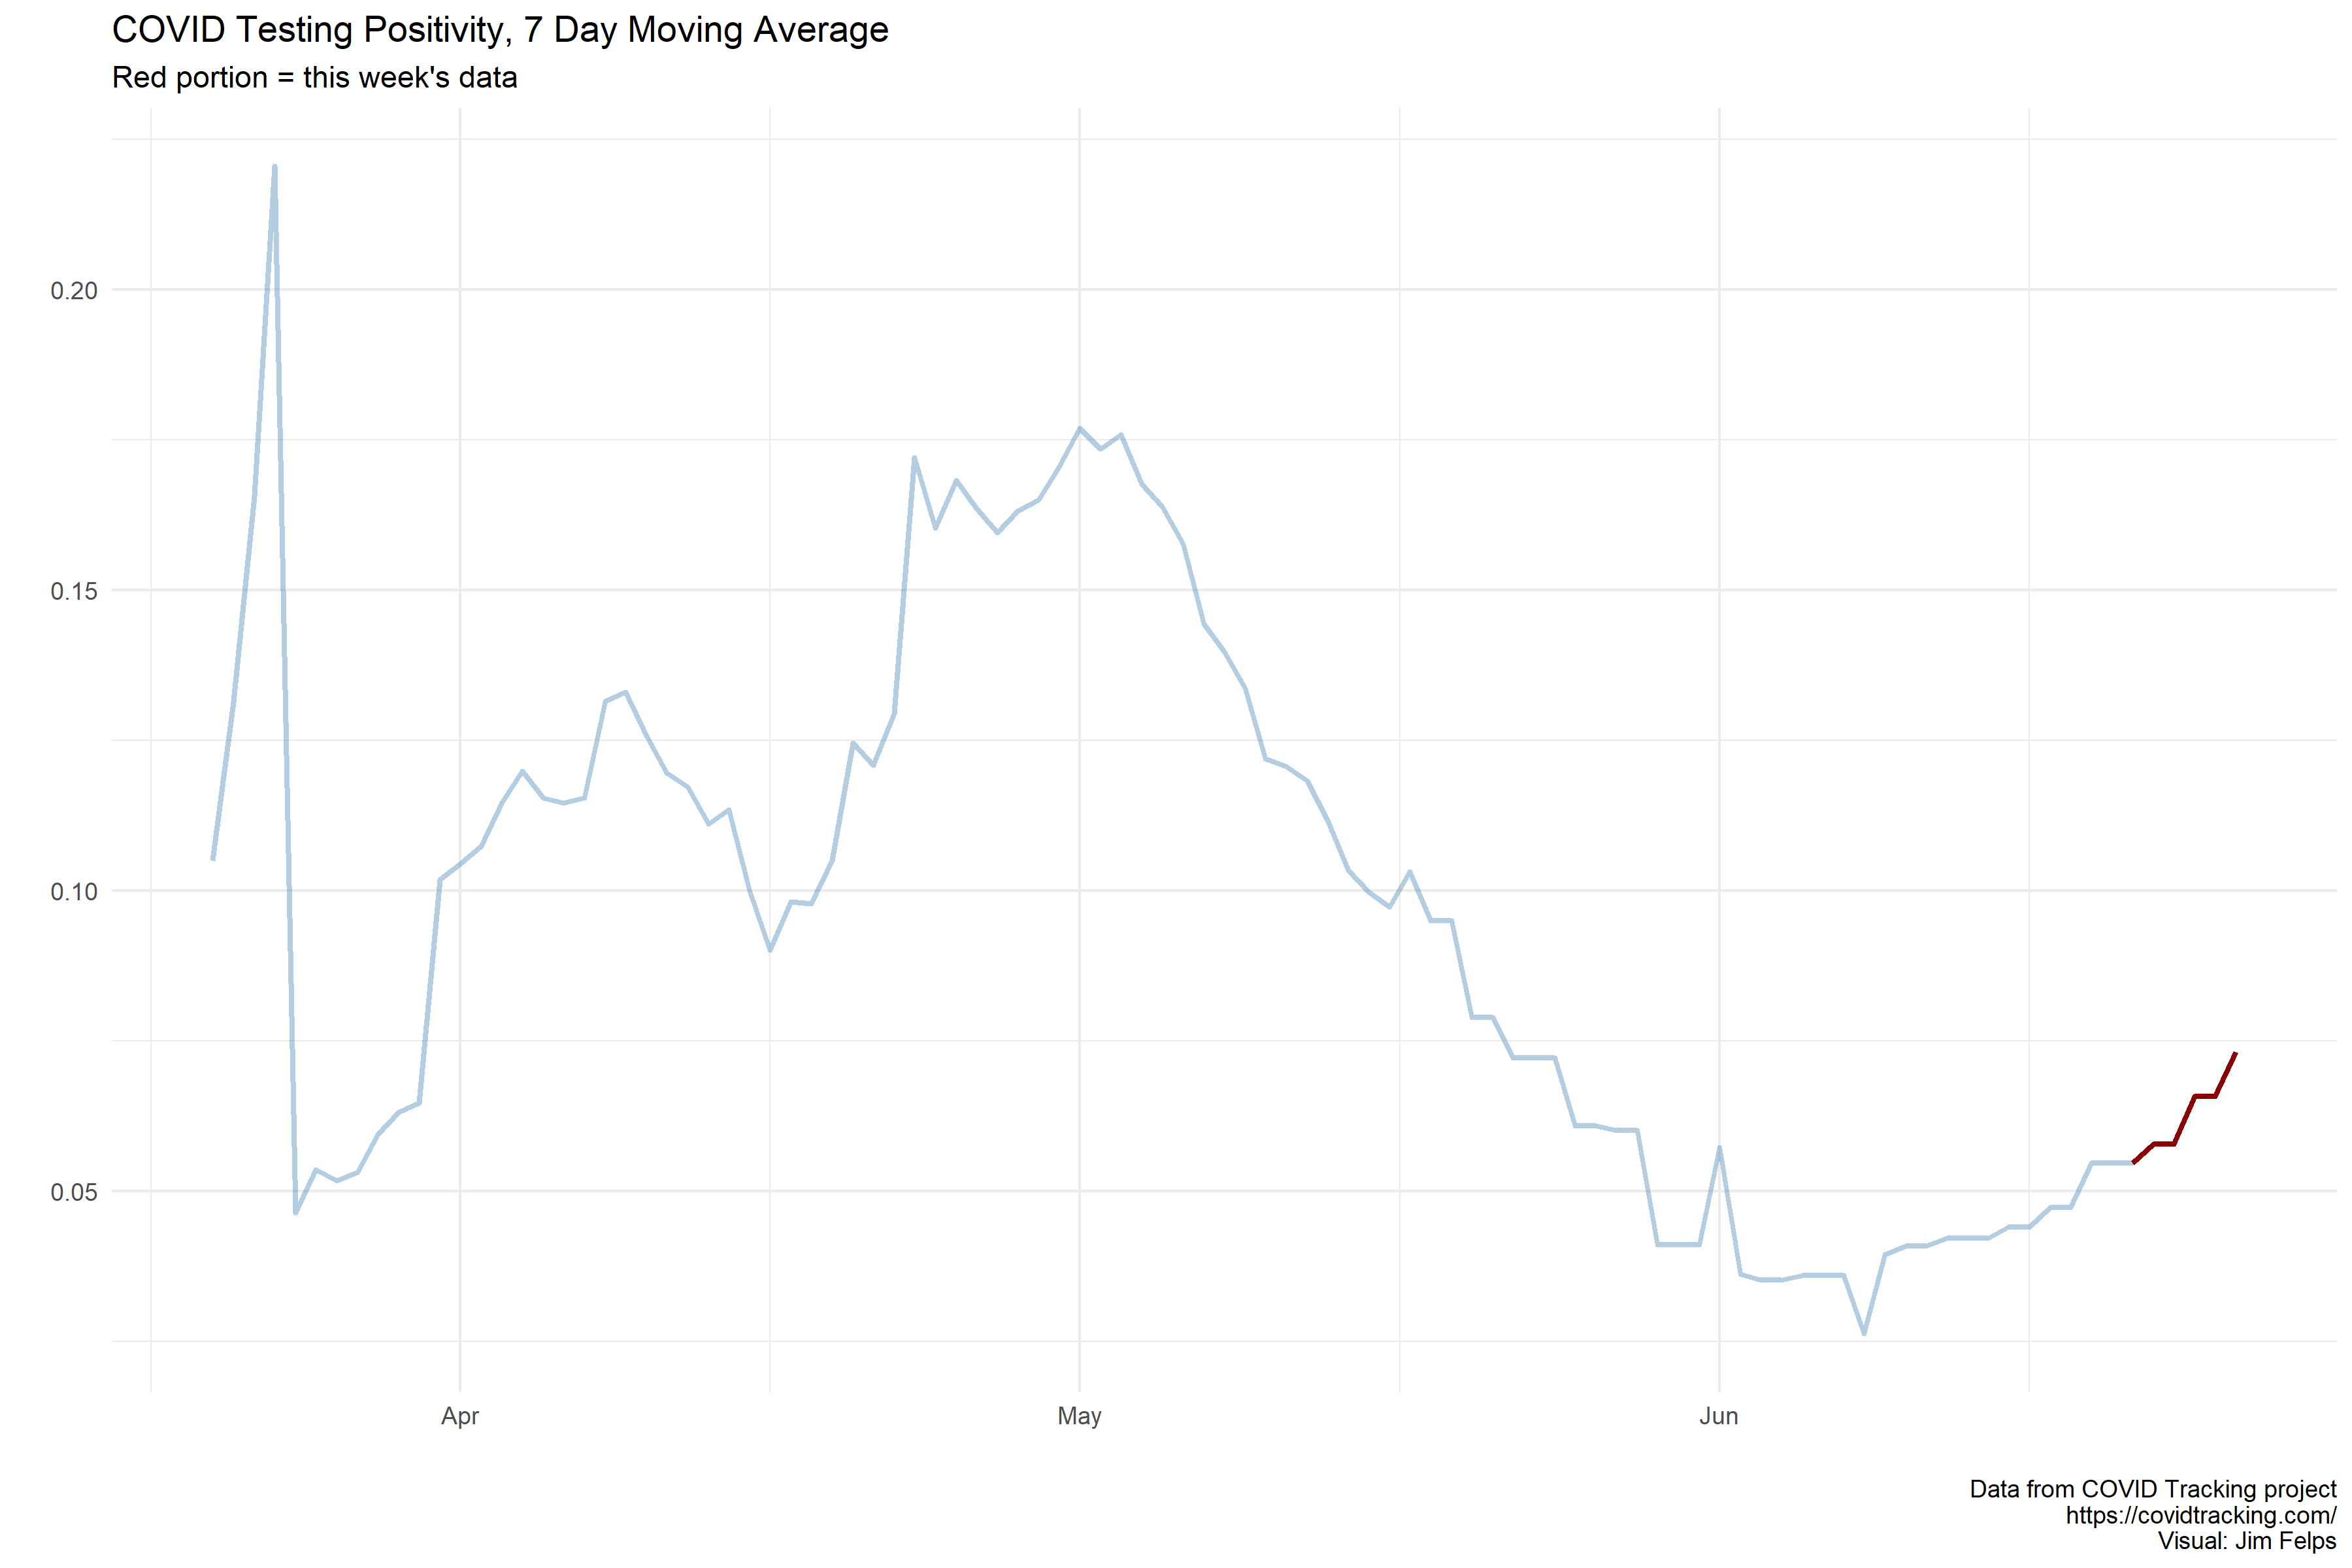 COVID Testing Positivity, 7 Day Moving Average
Red portion = this week's data
0.20
0.15
0.10
0.05
Apr
May
Jun
Data from COVID Tracking project
https://covidtracking.com/
Visual: Jim Felps